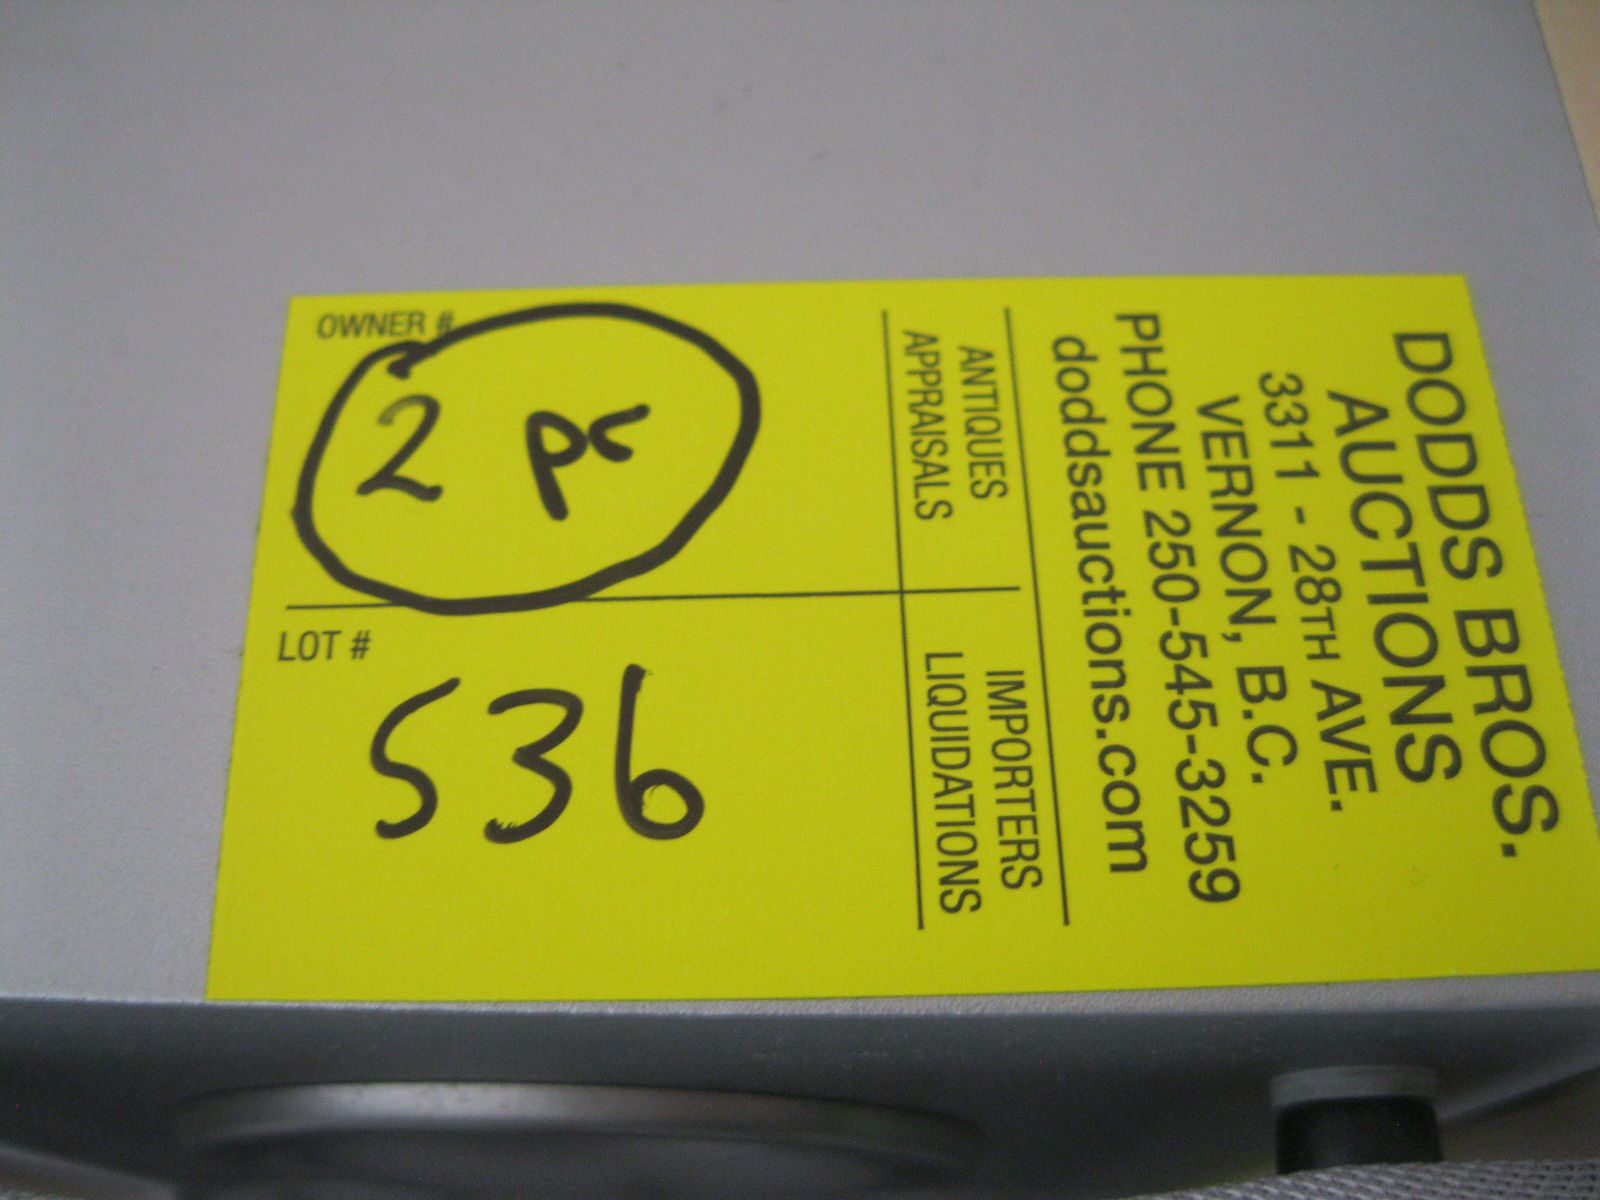 DODDS BROS.
AUCTIONS
3311 - 28TH AVE.
VERNON, B.C.
PHONE 250-545-3259
doddsauctions.com
ANTIQUES
APPRAISALS
IMPORTERS
LIQUIDATIONS
OWNER #
2 pc
LOT #
536